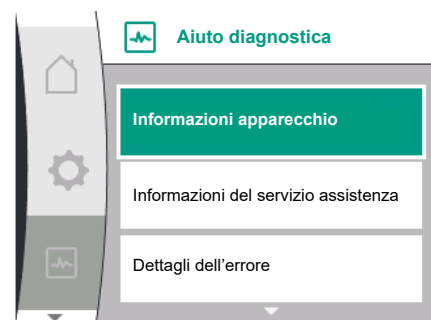 Aiuto diagnostica
Informazioni apparecchio
Informazioni del servizio assistenza
Dettagli dell'errore